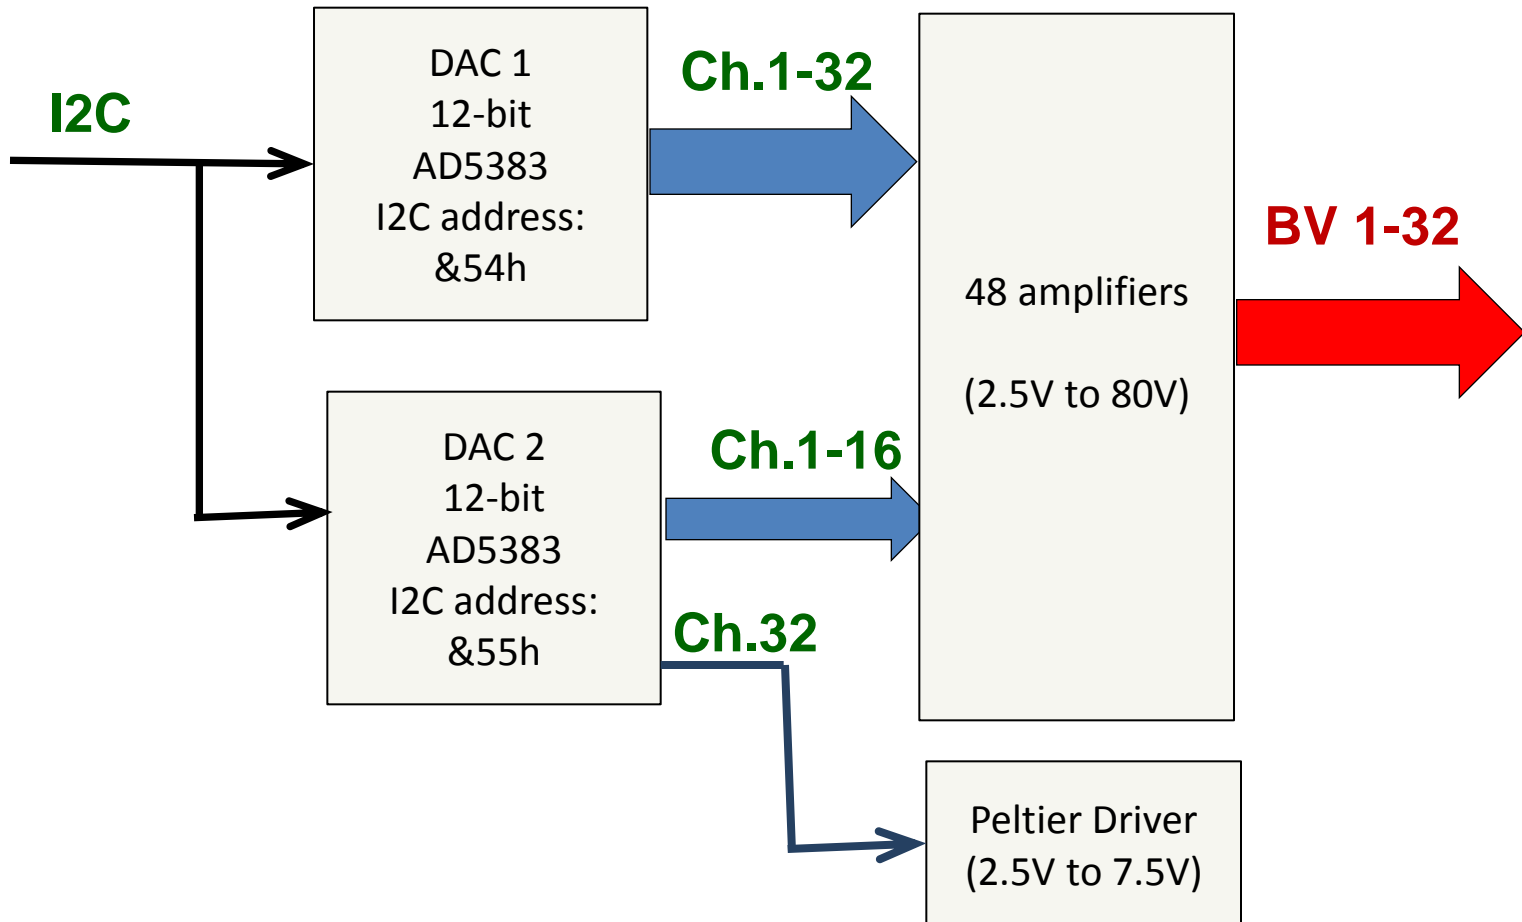 I2C
DAC 1
12-bit
AD5383
I2C address:
&54h
Ch.1-32
48 amplifiers
(2.5V to 80V)
BV 1-32
DAC 2
12-bit
AD5383
I2C address:
&55h
Ch.1-16
Ch.32
Peltier Driver
(2.5V to 7.5V)